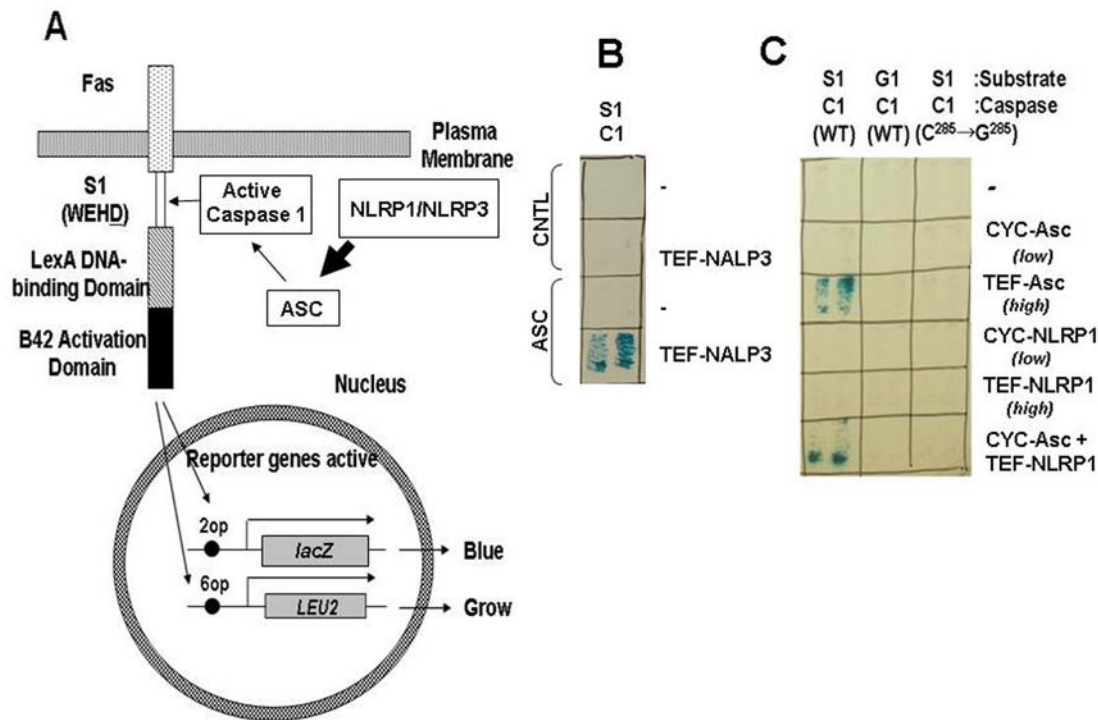 A
Fas
Plasma
Membrane
S1
(WEHD)
Active
Caspase 1
NLRP1/NLRP3
LexA DNA-
binding Domain
ASC
B42 Activation
Domain
Nucleus
Reporter genes active
2op
lacZ
Blue
6op
LEU2
Grow
B
S1
C1
CNTL
-
TEF-NALP3
ASC
-
TEF-NALP3
C
S1 G1 S1 :Substrate
C1 C1 C1 :Caspase
(WT) (WT) (C285→G285)
-
CYC-Asc
(low)
TEF-Asc
(high)
CYC-NLRP1
(low)
TEF-NLRP1
(high)
CYC-Asc +
TEF-NLRP1